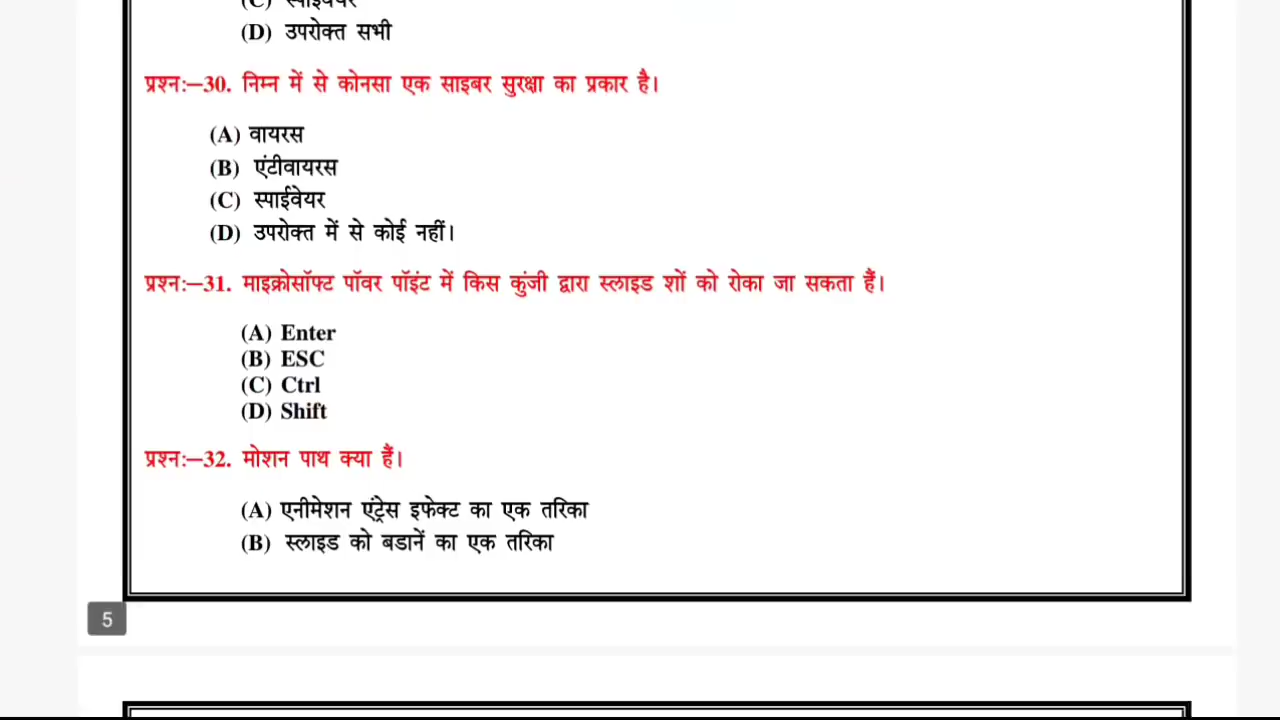 (C) स्पाईवेयर
(D) उपरोक्त सभी
प्रश्न:–30. निम्न में से कोनसा एक साइबर सुरक्षा का प्रकार है।
(A) वायरस
(B) एंटीवायरस
(C) स्पाईवेयर
(D) उपरोक्त में से कोई नहीं।
प्रश्न:–31. माइक्रोसॉफ्ट पॉवर पॉइंट में किस कुंजी द्वारा स्लाइड शों को रोका जा सकता हैं।
(A) Enter
(B) ESC
(C) Ctrl
(D) Shift
प्रश्न:–32. मोशन पाथ क्या हैं।
(A) एनीमेशन एंट्रेस इफेक्ट का एक तरिका
(B) स्लाइड को बडानें का एक तरिका
5